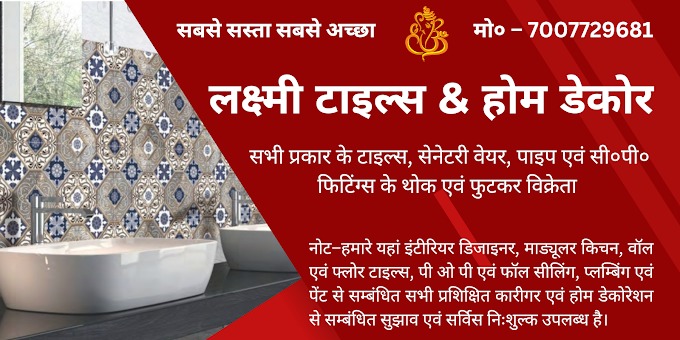 सबसे सस्ता सबसे अच्छा
मो० – 7007729681
लक्ष्मी टाइल्स & होम डेकोर
सभी प्रकार के टाइल्स, सेनेटरी वेयर, पाइप एवं सी०पी०
फिटिंग्स के थोक एवं फुटकर विक्रेता
नोट–हमारे यहां इंटीरियर डिजाइनर, माड्यूलर किचन, वॉल
एवं फ्लोर टाइल्स, पी ओ पी एवं फॉल सीलिंग, प्लम्बिंग एवं
पेंट से सम्बंधित सभी प्रशिक्षित कारीगर एवं होम डेकोरेशन
से सम्बंधित सुझाव एवं सर्विस निःशुल्क उपलब्ध है।